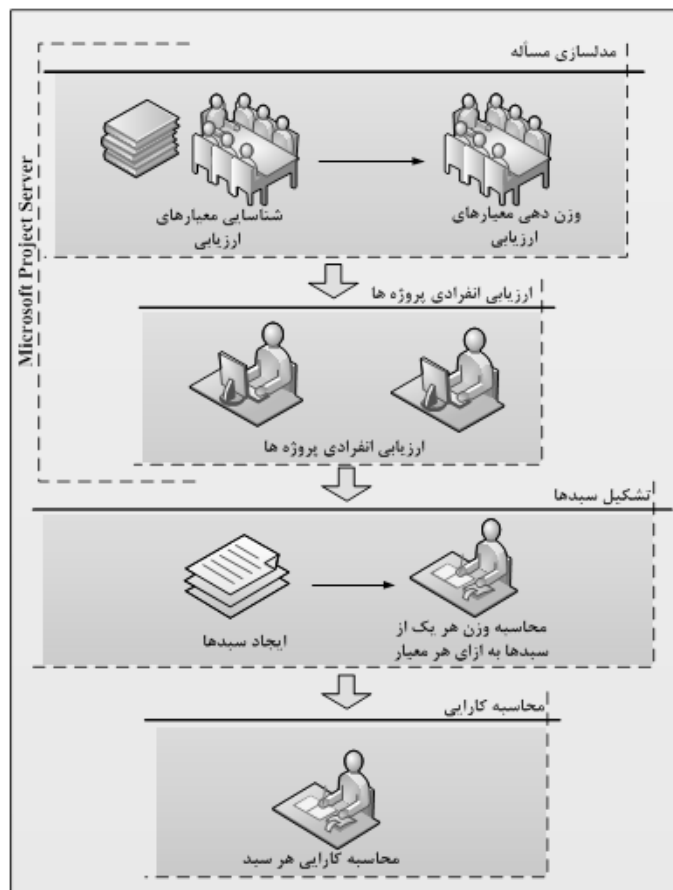 مدلسازی مسأله
شناسایی معیارهای
ارزیابی
وزن دهی معیارهای
ارزیابی
Microsoft Project Server
ارزیابی انفرادی پروژه ها
ارزیابی انفرادی پروژه ها
تشکیل سبدها
ایجاد سبدها
محاسبه وزن هر یک از
سبدها به ازای هر معیار
محاسبه کارایی
محاسبه کارایی هر سبد